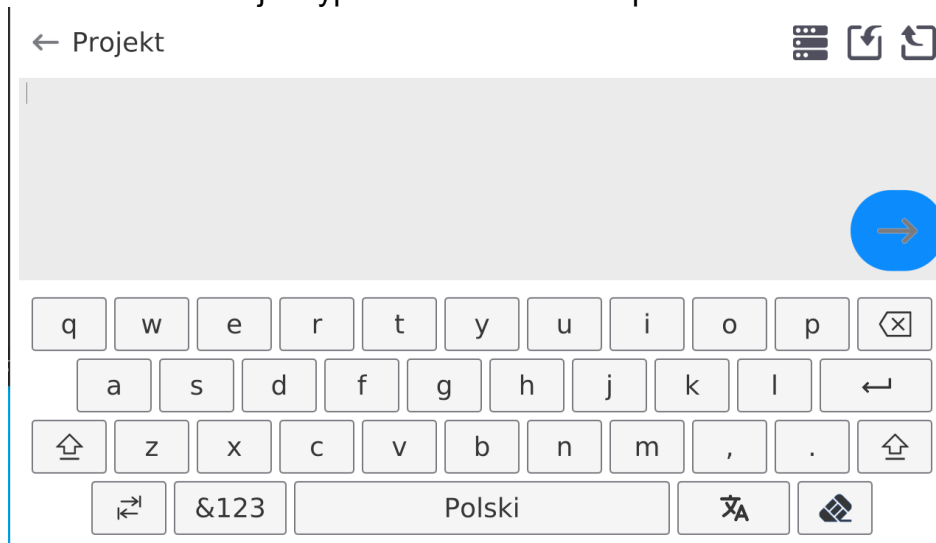 ← Projekt
q w e r t y u i o p
a s d f g h j k l
z x c v b n m , .
&123 Polski